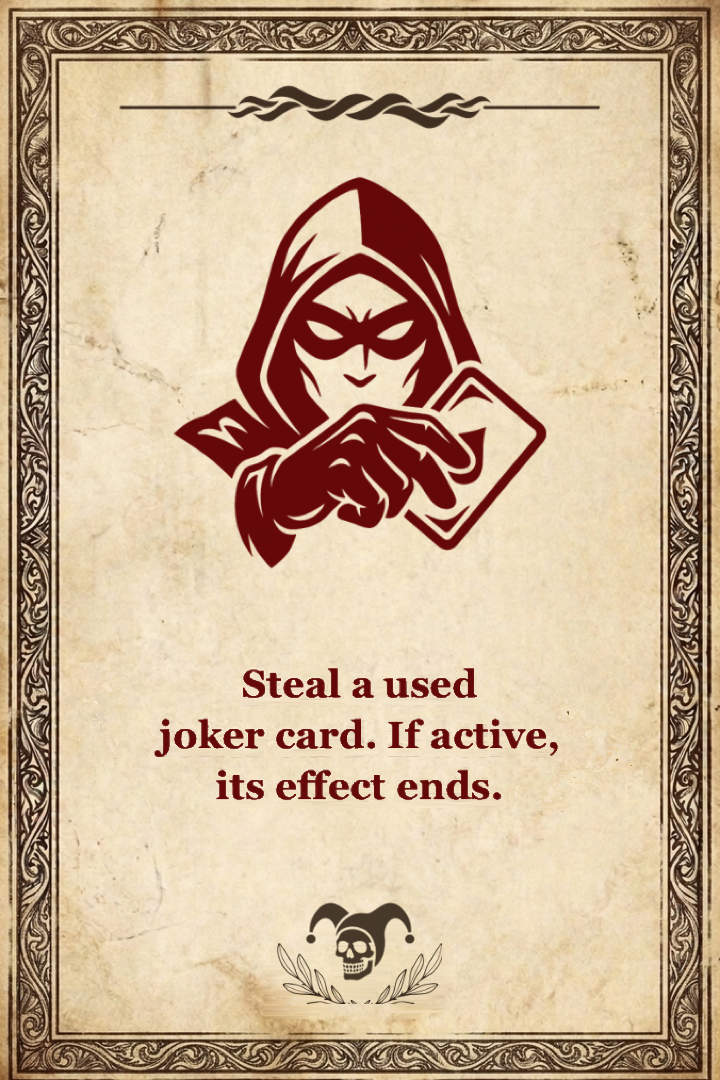 Steal a used
joker card. If active,
its effect ends.